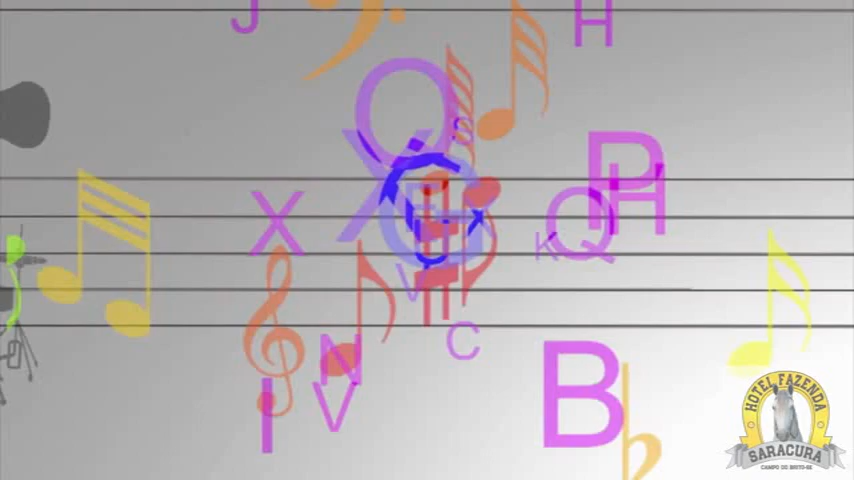 J
H
O
S
X
P
H
X
G
Q
K
V
C
N
B
V
I
HOTEL FAZENDA
SARACURA
CAMPO DO BRITO-SE